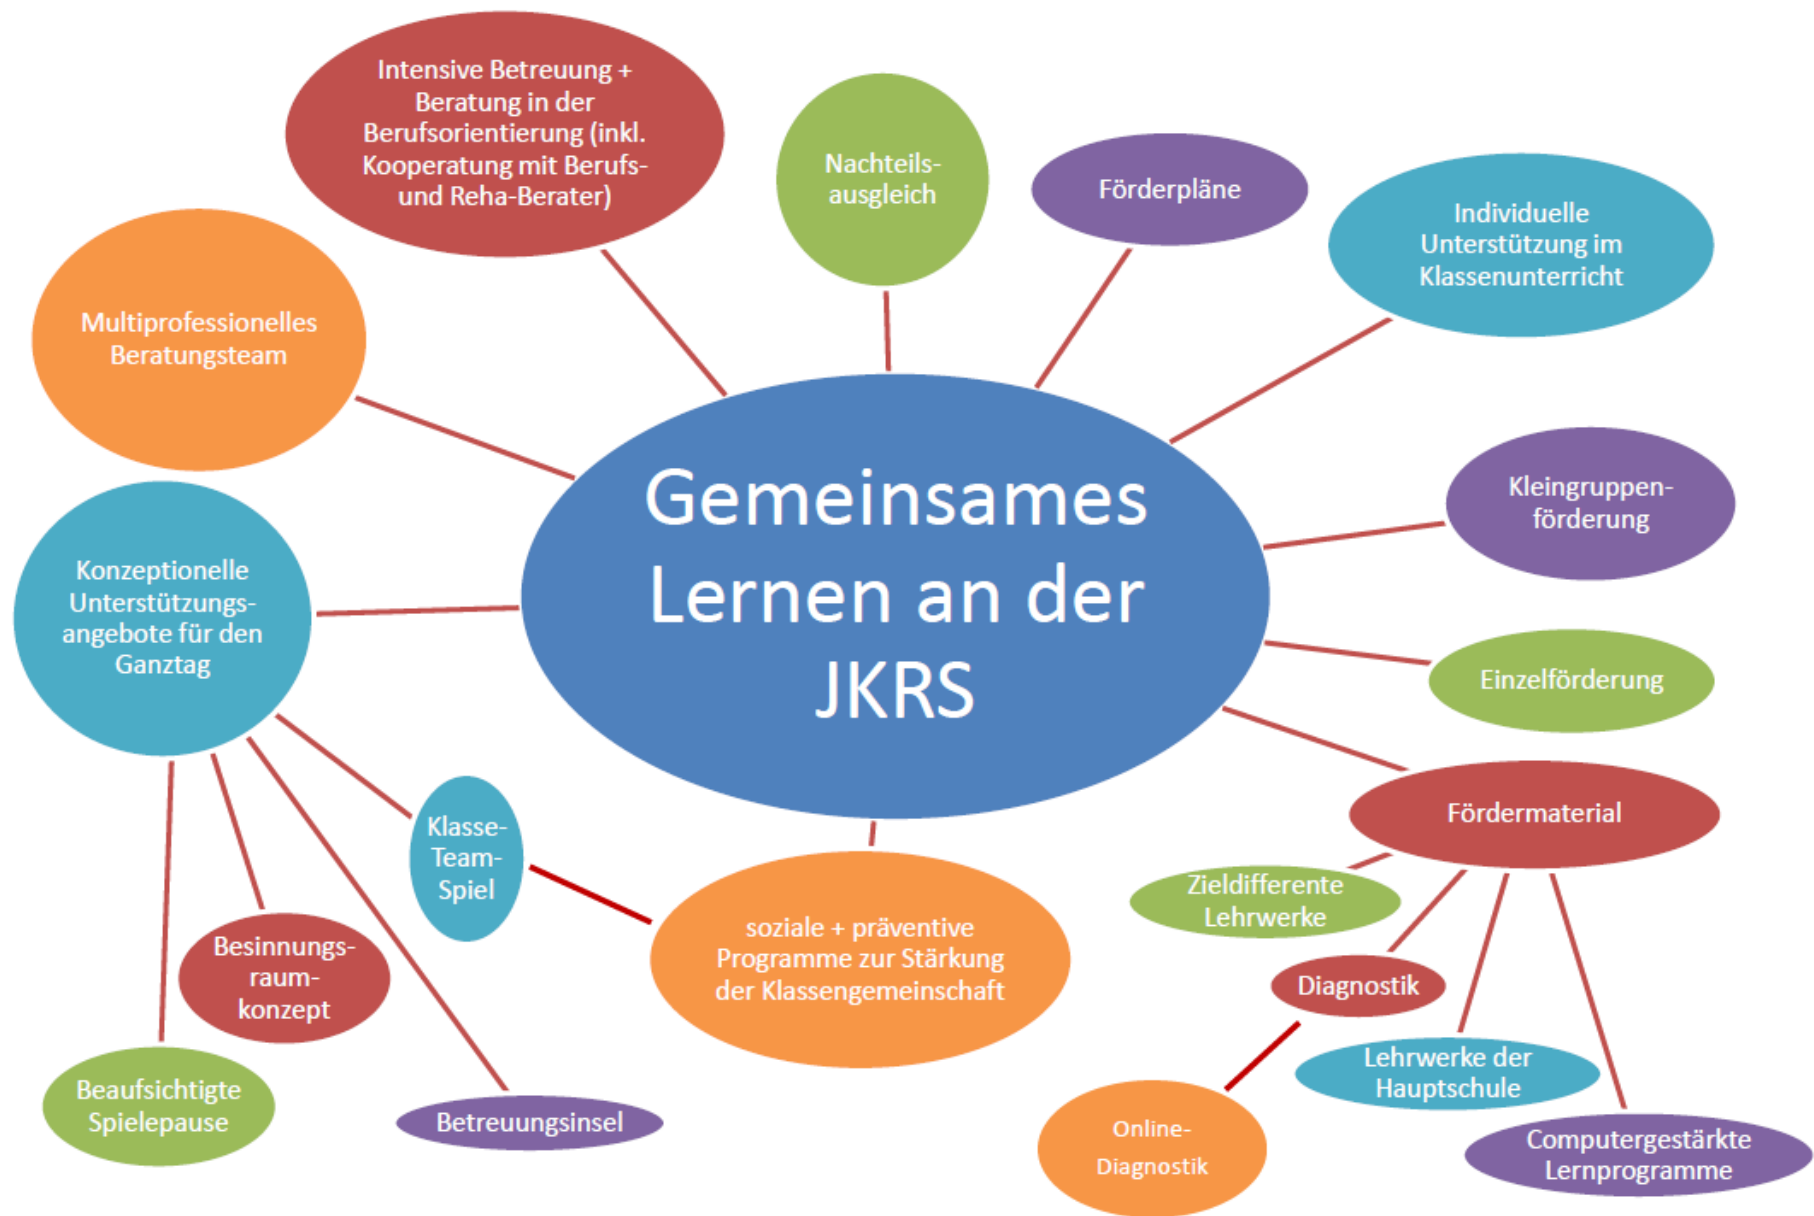 Intensive Betreuung +
Beratung in der
Berufsorientierung (inkl.
Kooperatung mit Berufs-
und Reha-Berater)
Nachteils-
ausgleich
Förderpläne
Individuelle
Unterstützung im
Klassenunterricht
Multiprofessionelles
Beratungsteam
Gemeinsames
Lernen an der
JKRS
Kleingruppen-
förderung
Konzeptionelle
Unterstützungs-
angebote für den
Ganztag
Einzelförderung
Fördermaterial
Klasse-
Team-
Spiel
Zieldifferente
Lehrwerke
soziale + präventive
Programme zur Stärkung
der Klassengemeinschaft
Besinnungs-
raum-
konzept
Diagnostik
Lehrwerke der
Hauptschule
Beaufsichtigte
Spielepause
Betreuungsinsel
Online-
Diagnostik
Computergestärkte
Lernprogramme